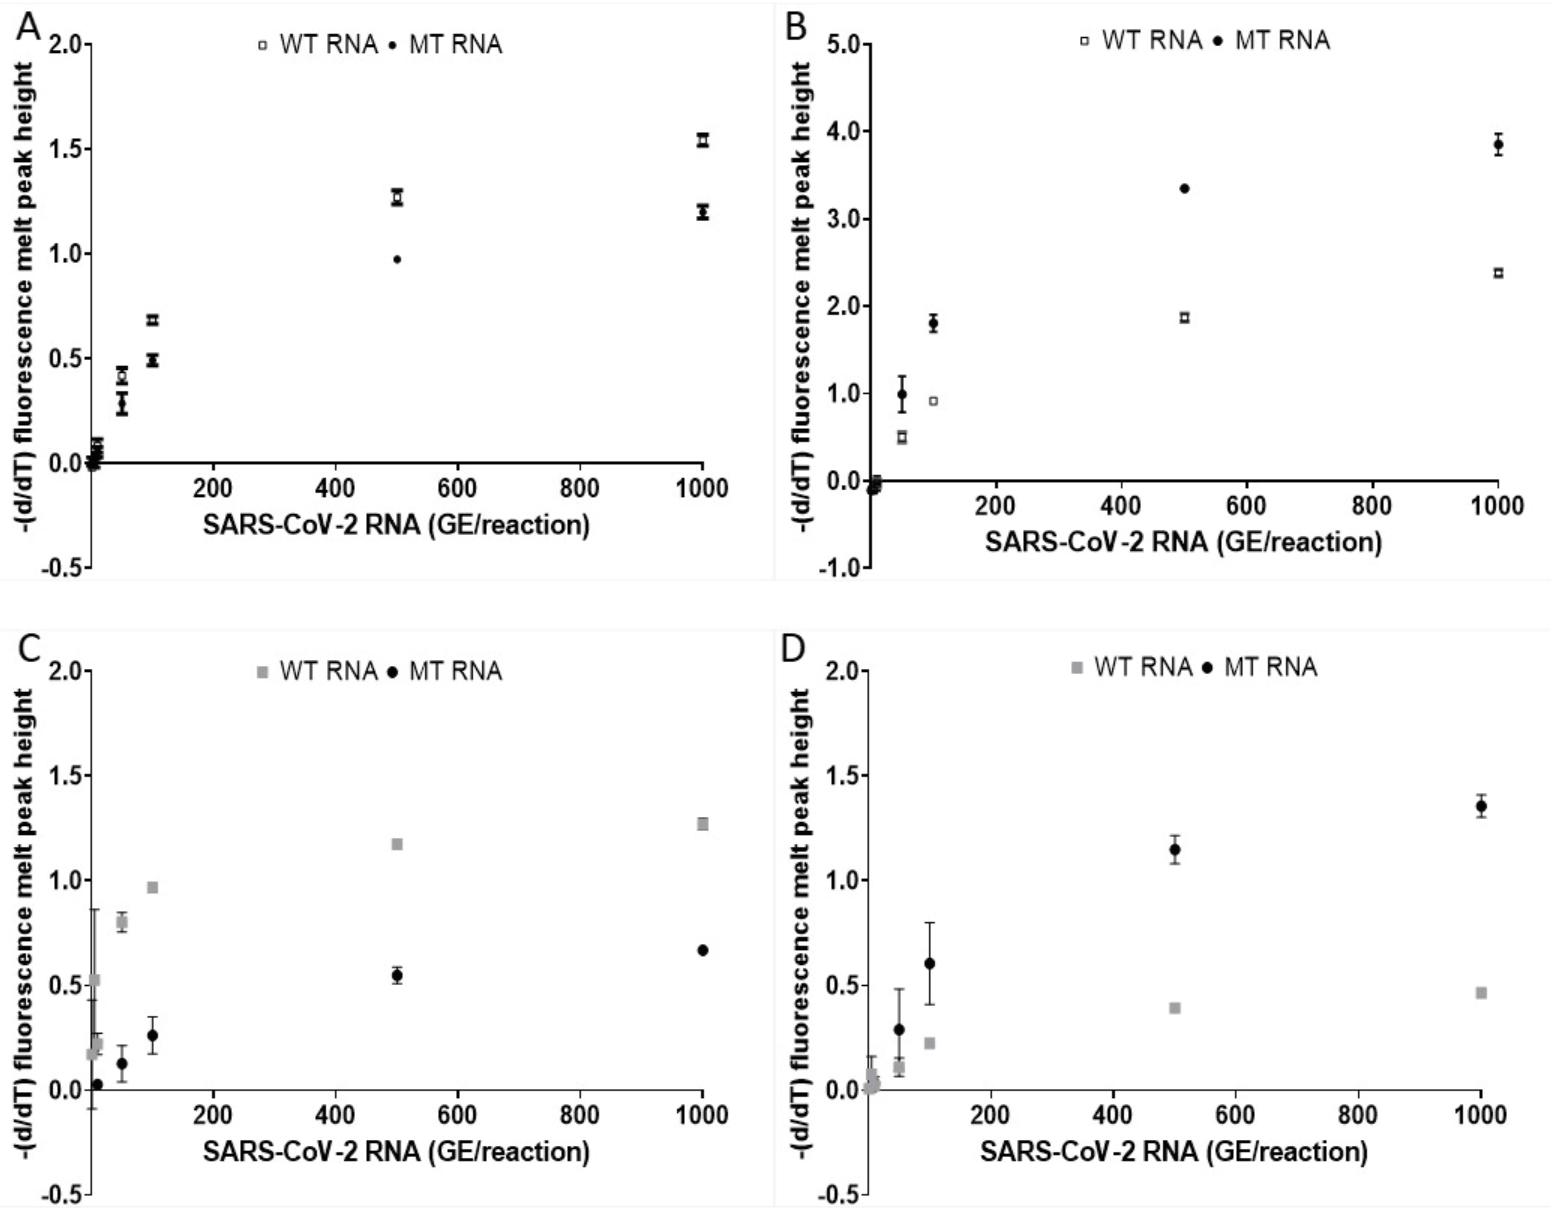 A
2.0
WT RNA MT RNA
1.5
1.0
0.5
0.0
-0.5
200 400 600 800 1000
SARS-CoV-2 RNA (GE/reaction)
-(d/dT) fluorescence melt peak height
B
5.0
WT RNA MT RNA
4.0
3.0
2.0
1.0
0.0
-1.0
200 400 600 800 1000
SARS-CoV-2 RNA (GE/reaction)
-(d/dT) fluorescence melt peak height
C
2.0
WT RNA MT RNA
1.5
1.0
0.5
0.0
-0.5
200 400 600 800 1000
SARS-CoV-2 RNA (GE/reaction)
-(d/dT) fluorescence melt peak height
D
2.0
WT RNA MT RNA
1.5
1.0
0.5
0.0
-0.5
200 400 600 800 1000
SARS-CoV-2 RNA (GE/reaction)
-(d/dT) fluorescence melt peak height